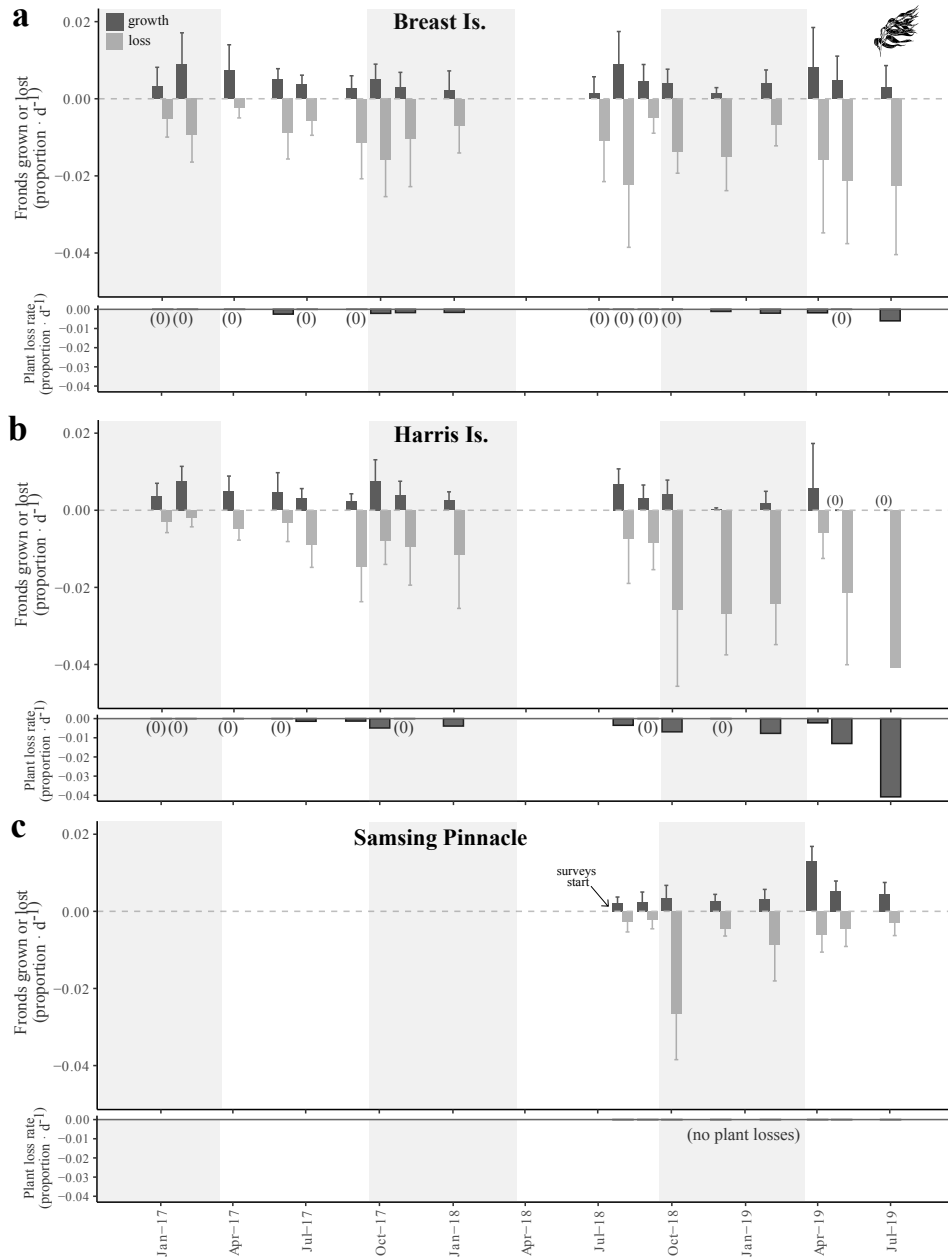 a
growth
loss
Breast Is.
Fronds grown or lost
(proportion · d⁻¹)
0.02
0.00
−0.02
−0.04
Plant loss rate
(proportion · d⁻¹)
0.00
−0.01
−0.02
−0.03
−0.04
(0) (0) (0) (0) (0) (0) (0) (0) (0) (0)
b
Harris Is.
Fronds grown or lost
(proportion · d⁻¹)
0.02
0.00
−0.02
−0.04
(0) (0)
Plant loss rate
(proportion · d⁻¹)
0.00
−0.01
−0.02
−0.03
−0.04
(0) (0) (0) (0) (0) (0) (0)
c
Samsing Pinnacle
Fronds grown or lost
(proportion · d⁻¹)
0.02
0.00
−0.02
−0.04
surveys
start
Plant loss rate
(proportion · d⁻¹)
0.00
−0.01
−0.02
−0.03
−0.04
(no plant losses)
Jan−17
Apr−17
Jul−17
Oct−17
Jan−18
Apr−18
Jul−18
Oct−18
Jan−19
Apr−19
Jul−19